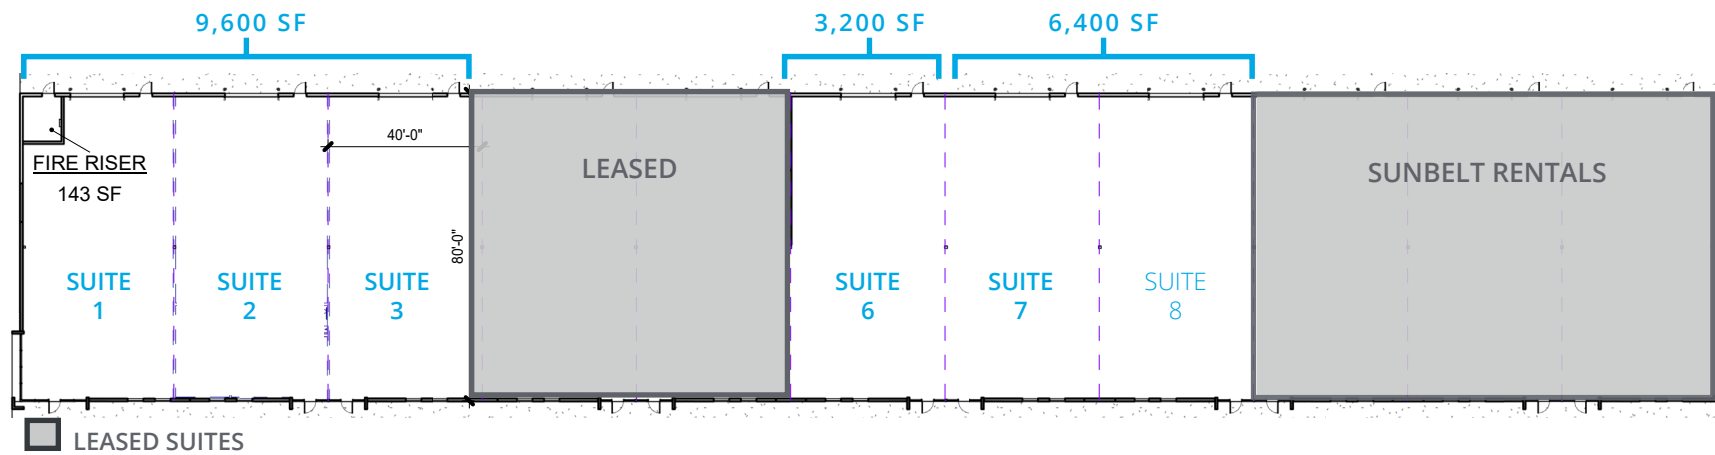 9,600 SF
3,200 SF
6,400 SF
40'-0"
FIRE RISER
143 SF
LEASED
SUNBELT RENTALS
80'-0"
SUITE
1
SUITE
2
SUITE
3
SUITE
6
SUITE
7
SUITE
8
LEASED SUITES